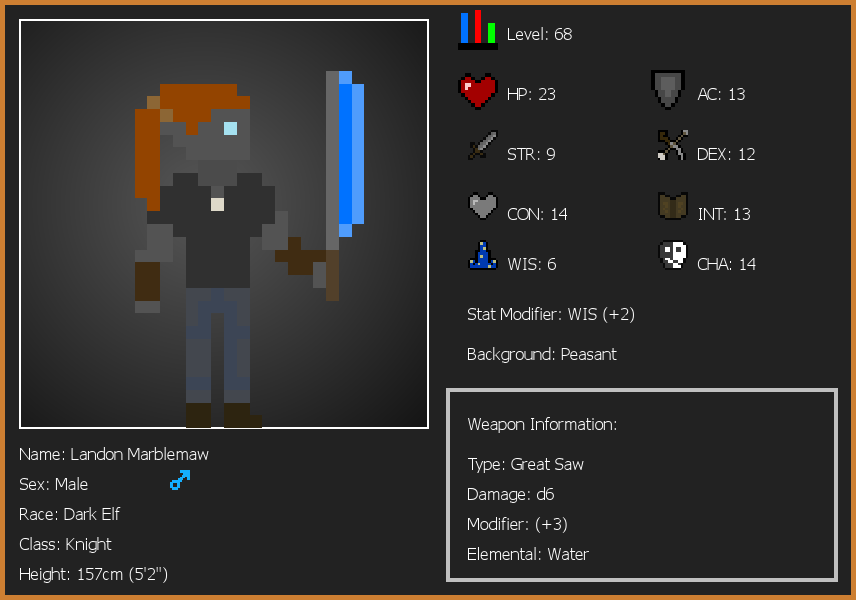 Level: 68
HP: 23
AC: 13
STR: 9
DEX: 12
CON: 14
INT: 13
WIS: 6
CHA: 14
Stat Modifier: WIS (+2)
Background: Peasant
Weapon Information:
Type: Great Saw
Damage: d6
Modifier: (+3)
Elemental: Water
Name: Landon Marblemaw
Sex: Male
Race: Dark Elf
Class: Knight
Height: 157cm (5'2")